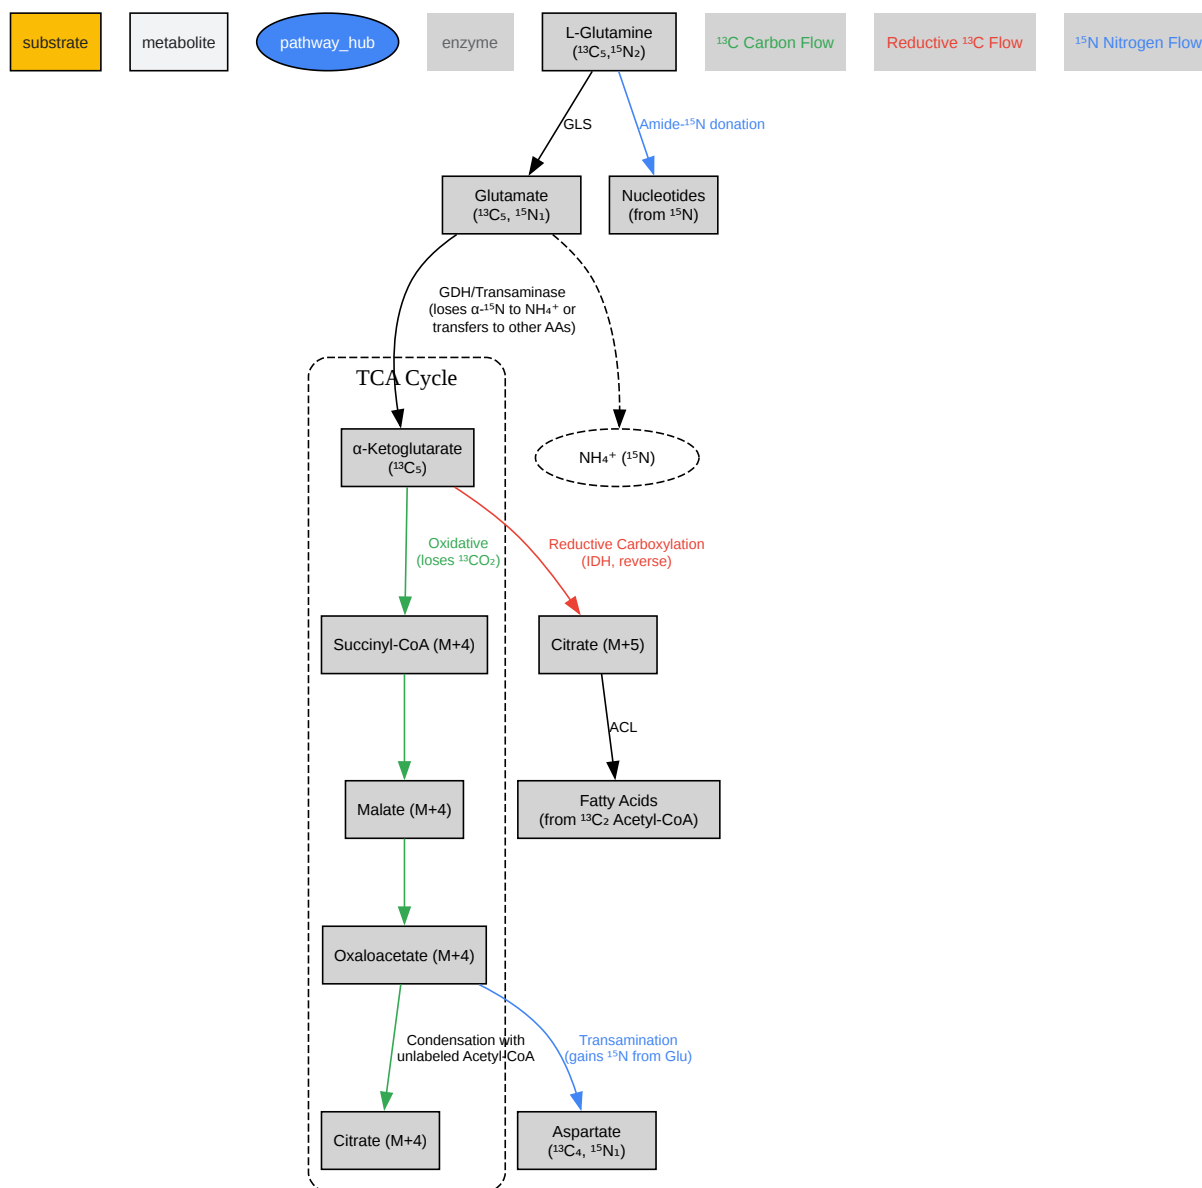 substrate
metabolite
pathway_hub
enzyme
L-Glutamine
(¹³C₅,¹⁵N₂)
¹³C Carbon Flow
Reductive ¹³C Flow
¹⁵N Nitrogen Flow
GLS
Amide-¹⁵N donation
Glutamate
(¹³C₅, ¹⁵N₁)
Nucleotides
(from ¹⁵N)
GDH/Transaminase
(loses α-¹⁵N to NH₄⁺ or
transfers to other AAs)
TCA Cycle
α-Ketoglutarate
(¹³C₅)
NH₄⁺ (¹⁵N)
Oxidative
(loses ¹³CO₂)
Reductive Carboxylation
(IDH, reverse)
Succinyl-CoA (M+4)
Citrate (M+5)
ACL
Malate (M+4)
Fatty Acids
(from ¹³C₂ Acetyl-CoA)
Oxaloacetate (M+4)
Condensation with
unlabeled Acetyl-CoA
Transamination
(gains ¹⁵N from Glu)
Citrate (M+4)
Aspartate
(¹³C₄, ¹⁵N₁)